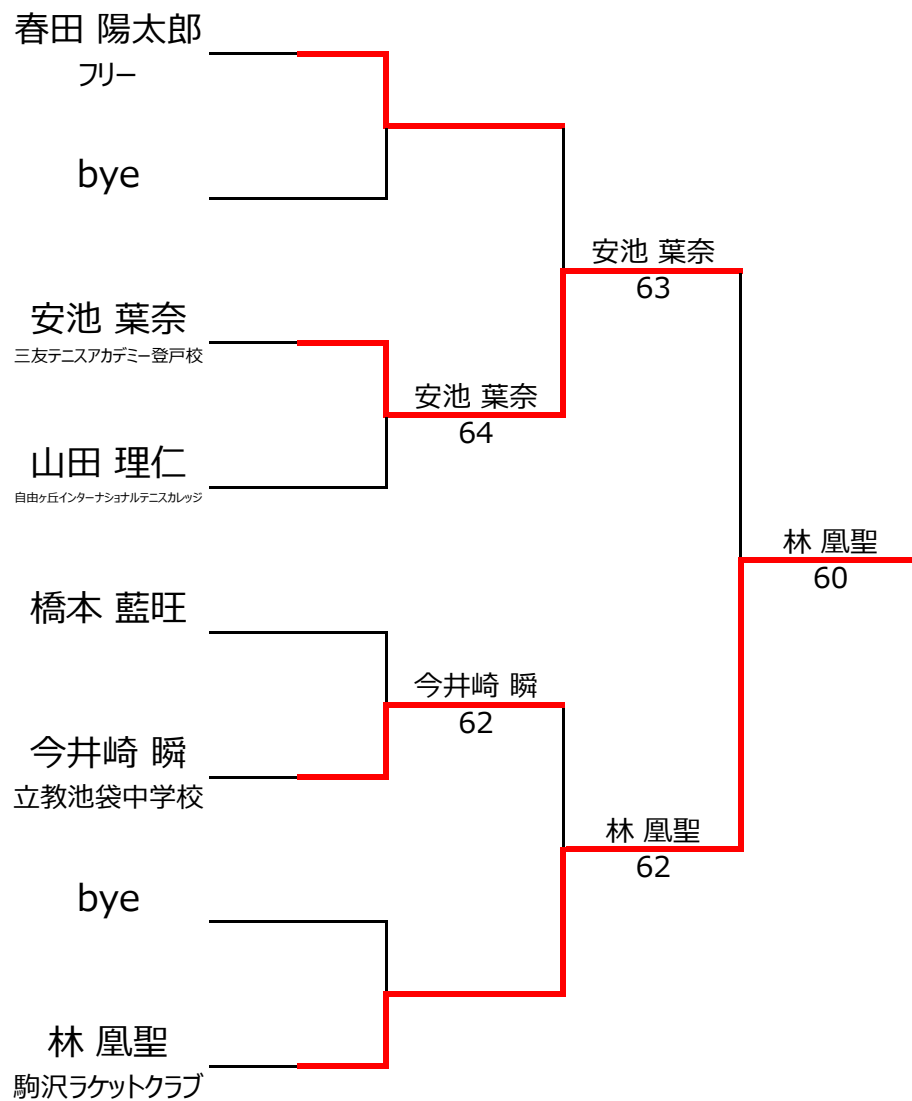 春田 陽太郎
フリー
bye
安池 葉奈
63
安池 葉奈
三友テニスアカデミー登戸校
安池 葉奈
64
山田 理仁
自由ヶ丘インターナショナルテニスカレッジ
林 凰聖
60
橋本 藍旺
今井崎 瞬
62
今井崎 瞬
立教池袋中学校
林 凰聖
62
bye
林 凰聖
駒沢ラケットクラブ